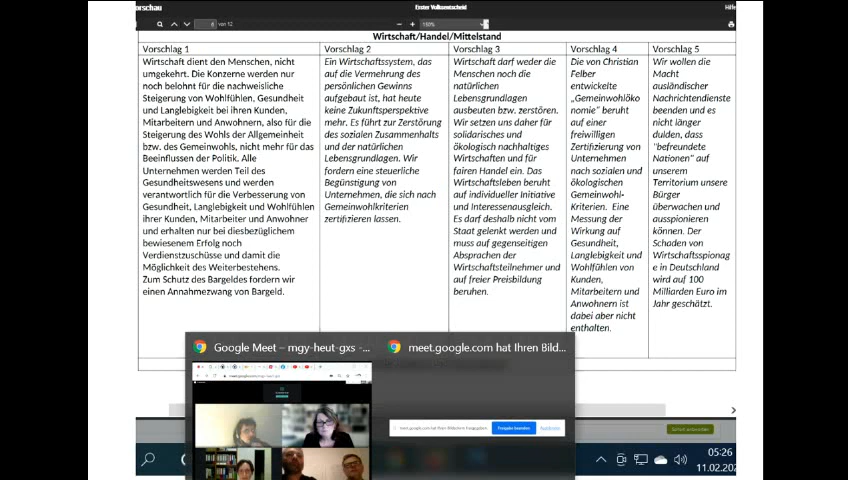 orschau
Erster Volksentscheid
Hilfe
6 von 12
150%
Wirtschaft/Handel/Mittelstand
Vorschlag 1
Wirtschaft dient den Menschen, nicht
umgekehrt. Die Konzerne werden nur
noch belohnt für die nachweisliche
Steigerung von Wohlfühlen, Gesundheit
und Langlebigkeit bei ihren Kunden,
Mitarbeitern und Anwohnern, also für die
Steigerung des Wohls der Allgemeinheit
bzw. des Gemeinwohls, nicht mehr für das
Beeinflussen der Politik. Alle
Unternehmen werden Teil des
Gesundheitswesens und werden
verantwortlich für die Verbesserung von
Gesundheit, Langlebigkeit und Wohlfühlen
ihrer Kunden, Mitarbeiter und Anwohner
und erhalten nur bei diesbezüglichem
bewiesenem Erfolg noch
Verdienstzuschüsse und damit die
Möglichkeit des Weiterbestehens.
Zum Schutz des Bargeldes fordern wir
einen Annahmezwang von Bargeld.
Vorschlag 2
Ein Wirtschaftssystem, das
auf die Vermehrung des
persönlichen Gewinns
aufgebaut ist, hat heute
keine Zukunftsperspektive
mehr. Es führt zur Zerstörung
des sozialen Zusammenhalts
und der natürlichen
Lebensgrundlagen. Wir
fordern eine steuerliche
Begünstigung von
Unternehmen, die sich nach
Gemeinwohlkriterien
zertifizieren lassen.
Vorschlag 3
Wirtschaft darf weder die
Menschen noch die
natürlichen
Lebensgrundlagen
ausbeuten bzw. zerstören.
Wir setzen uns daher für
solidarisches und
ökologisch nachhaltiges
Wirtschaften und für
fairen Handel ein. Das
Wirtschaftsleben beruht
auf individueller Initiative
und Interessenausgleich.
Es darf deshalb nicht vom
Staat gelenkt werden und
muss auf gegenseitigen
Absprachen der
Wirtschaftsteilnehmer und
auf freier Preisbildung
beruhen.
Vorschlag 4
Die von Christian
Felber
entwickelte
„Gemeinwohlöko
nomie“ beruht
auf einer
freiwilligen
Zertifizierung von
Unternehmen
nach sozialen und
ökologischen
Gemeinwohl-
Kriterien. Eine
Messung der
Wirkung auf
Gesundheit,
Langlebigkeit und
Wohlfühlen von
Kunden,
Mitarbeitern und
Anwohnern ist
dabei aber nicht
enthalten.
Vorschlag 5
Wir wollen die
Macht
ausländischer
Nachrichtendienste
beenden und es
nicht länger
dulden, dass
"befreundete
Nationen" auf
unserem
Territorium unsere
Bürger
überwachen und
ausspionieren
können. Der
Schaden von
Wirtschaftsspionag
e in Deutschland
wird auf 100
Milliarden Euro im
Jahr geschätzt.
Google Meet – mgy-heut-gxs -...
meet.google.com hat Ihren Bild...
05:26
11.02.202